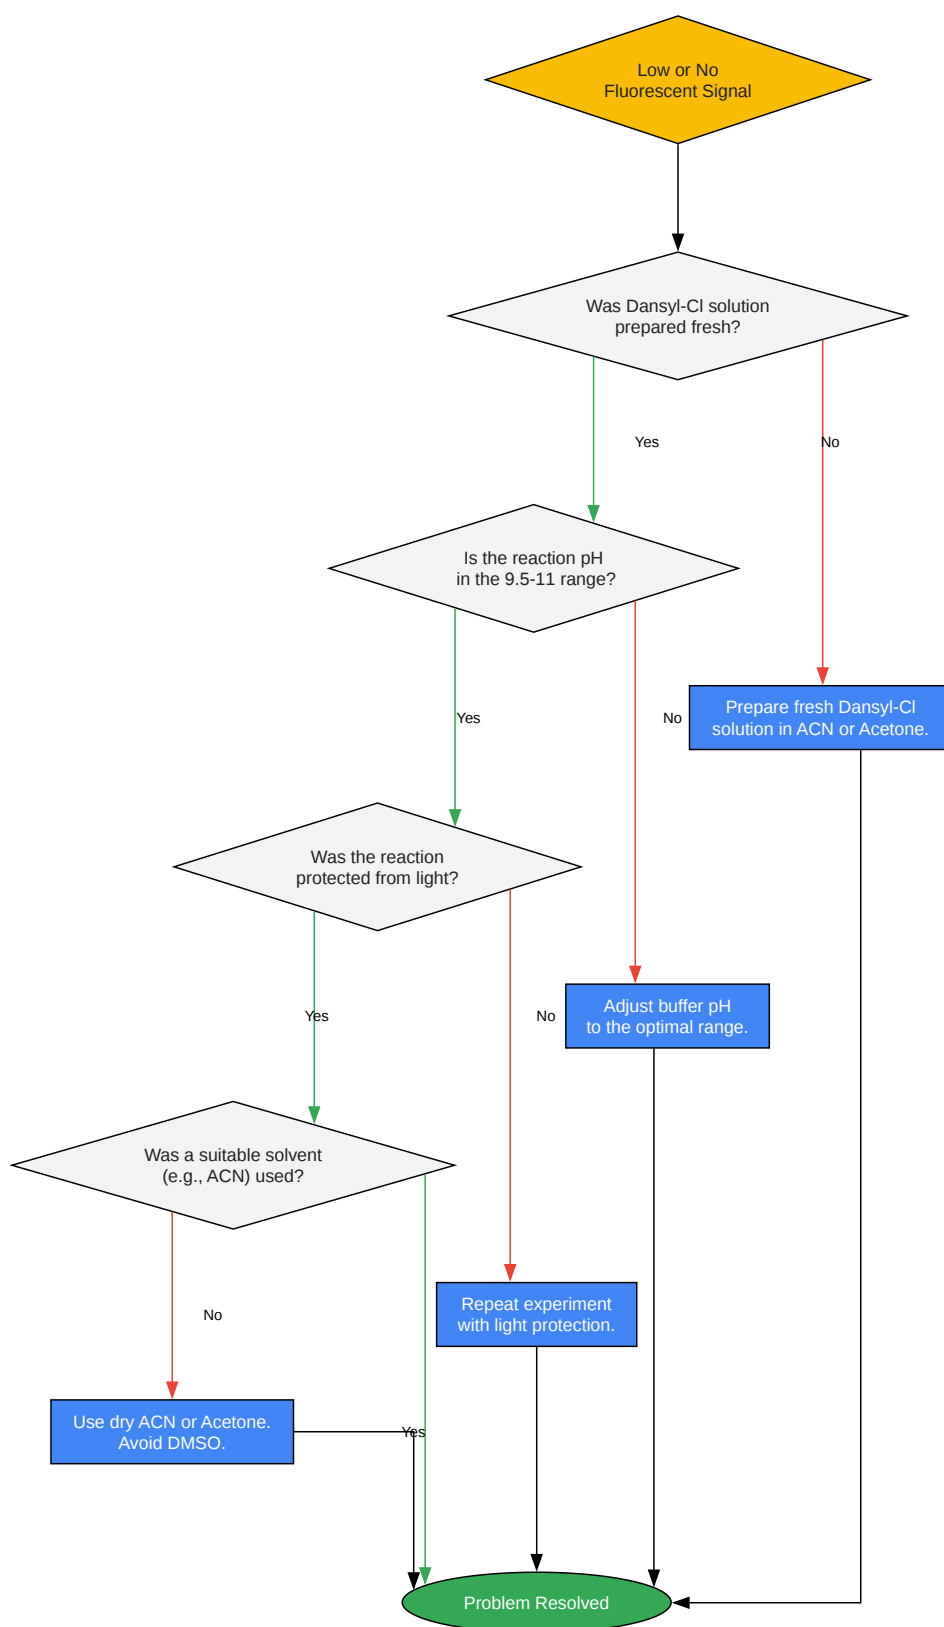 Low or No
Fluorescent Signal
Was Dansyl-Cl solution
prepared fresh?
Yes
No
Is the reaction pH
in the 9.5-11 range?
Prepare fresh Dansyl-Cl
solution in ACN or Acetone.
Yes
No
Was the reaction
protected from light?
Adjust buffer pH
to the optimal range.
Yes
No
Was a suitable solvent
(e.g., ACN) used?
Repeat experiment
with light protection.
No
Use dry ACN or Acetone.
Avoid DMSO.
Yes
Problem Resolved